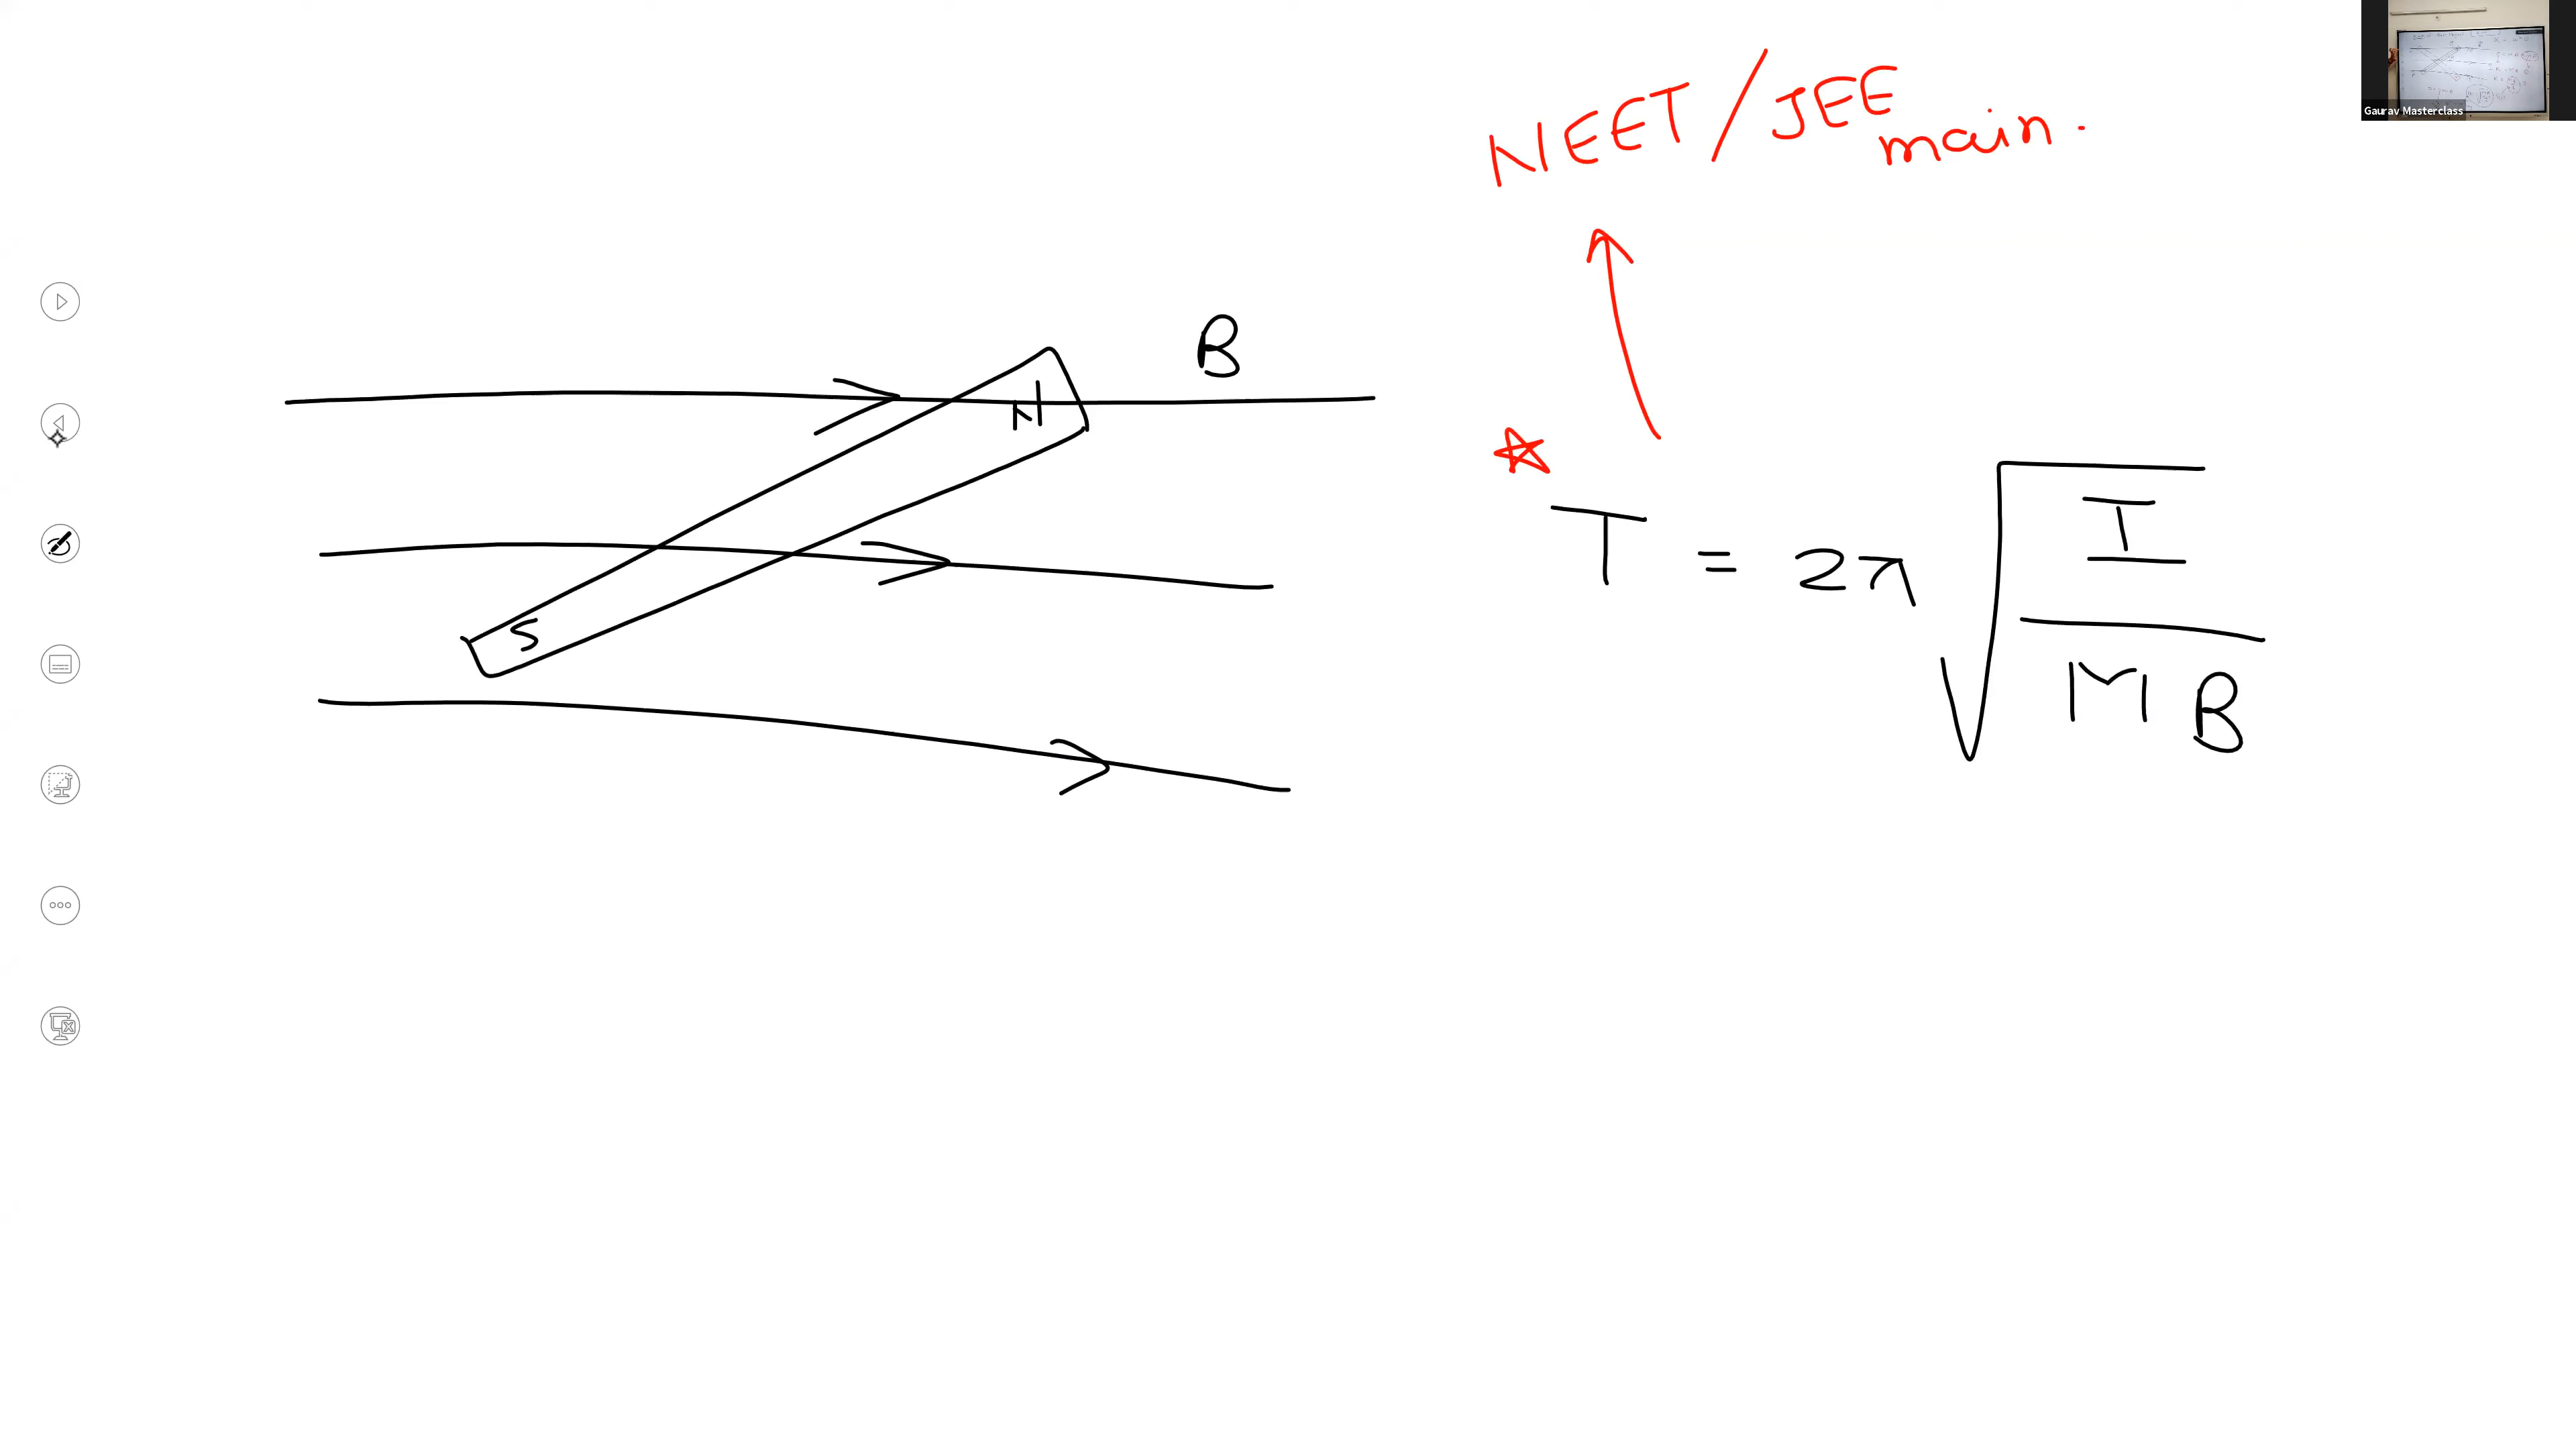 NEET/JEE
main.
B
N
S
T = 2π √(I / MB)
Gaurav Masterclass